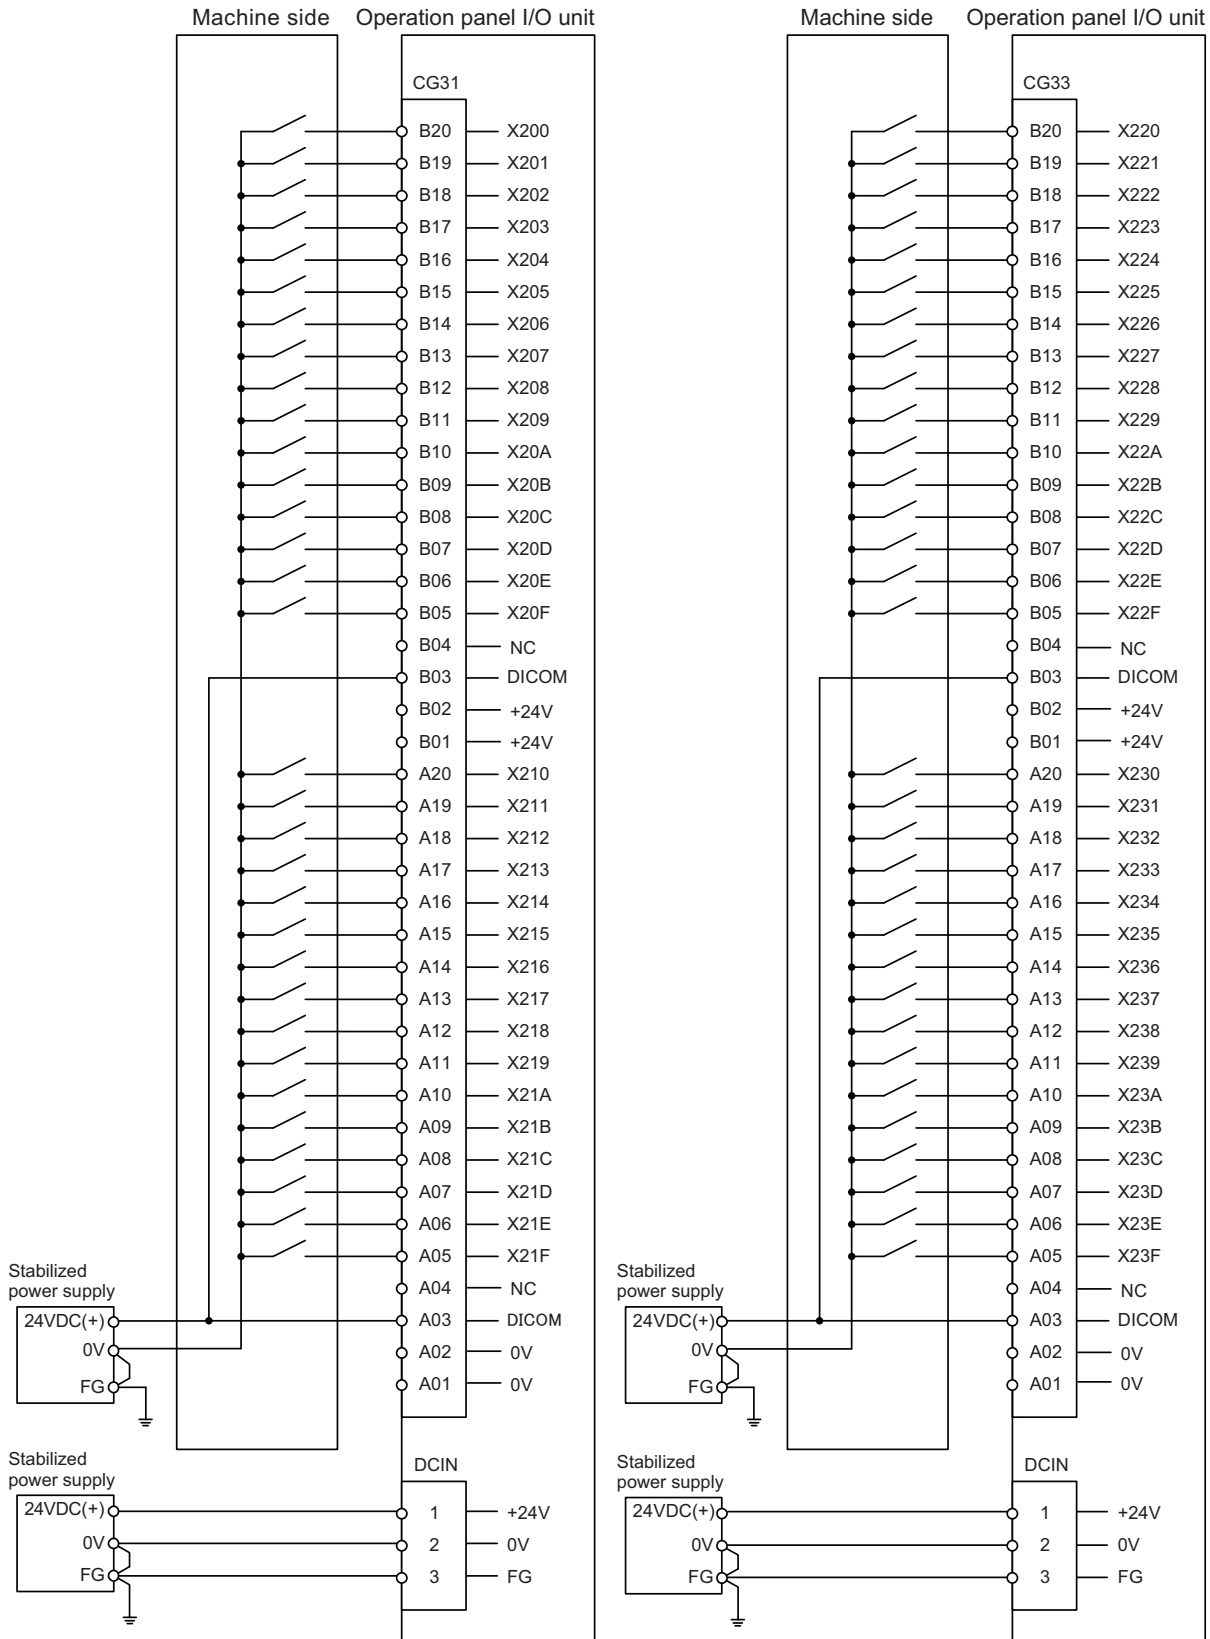 Machine side Operation panel I/O unit
CG31
B20 X200
B19 X201
B18 X202
B17 X203
B16 X204
B15 X205
B14 X206
B13 X207
B12 X208
B11 X209
B10 X20A
B09 X20B
B08 X20C
B07 X20D
B06 X20E
B05 X20F
B04 NC
B03 DICOM
B02 +24V
B01 +24V
A20 X210
A19 X211
A18 X212
A17 X213
A16 X214
A15 X215
A14 X216
A13 X217
A12 X218
A11 X219
A10 X21A
A09 X21B
A08 X21C
A07 X21D
A06 X21E
A05 X21F
A04 NC
A03 DICOM
A02 0V
A01 0V
Stabilized
power supply
24VDC(+)
0V
FG
Stabilized
power supply
24VDC(+)
0V
FG
DCIN
1 +24V
2 0V
3 FG
Machine side Operation panel I/O unit
CG33
B20 X220
B19 X221
B18 X222
B17 X223
B16 X224
B15 X225
B14 X226
B13 X227
B12 X228
B11 X229
B10 X22A
B09 X22B
B08 X22C
B07 X22D
B06 X22E
B05 X22F
B04 NC
B03 DICOM
B02 +24V
B01 +24V
A20 X230
A19 X231
A18 X232
A17 X233
A16 X234
A15 X235
A14 X236
A13 X237
A12 X238
A11 X239
A10 X23A
A09 X23B
A08 X23C
A07 X23D
A06 X23E
A05 X23F
A04 NC
A03 DICOM
A02 0V
A01 0V
Stabilized
power supply
24VDC(+)
0V
FG
Stabilized
power supply
24VDC(+)
0V
FG
DCIN
1 +24V
2 0V
3 FG